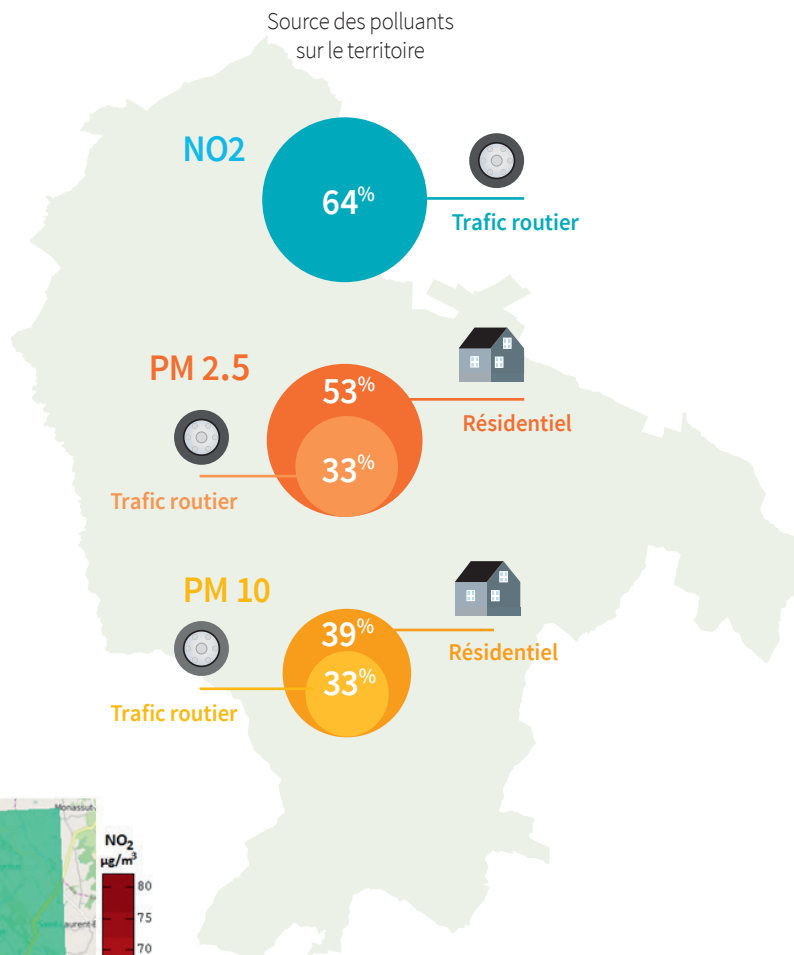 Source des polluants
sur le territoire
NO2
64%
Trafic routier
PM 2.5
53%
Résidentiel
33%
Trafic routier
PM 10
39%
Résidentiel
33%
Trafic routier
Monassut
NO2
µg/m3
80
75
70